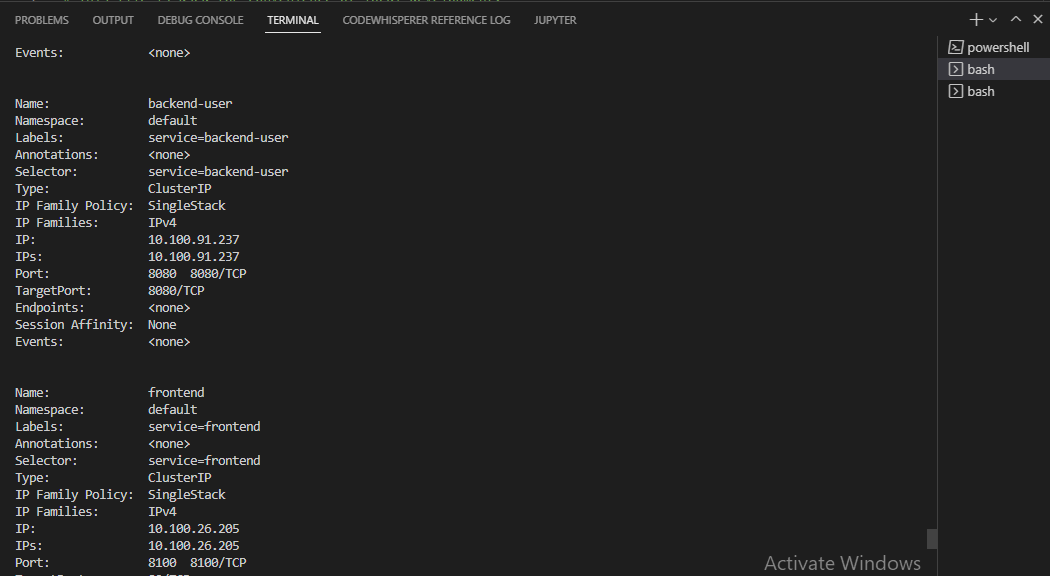 PROBLEMS OUTPUT DEBUG CONSOLE TERMINAL CODEWHISPERER REFERENCE LOG JUPYTER
powershell
bash
bash
Events: <none>
Name: backend-user
Namespace: default
Labels: service=backend-user
Annotations: <none>
Selector: service=backend-user
Type: ClusterIP
IP Family Policy: SingleStack
IP Families: IPv4
IP: 10.100.91.237
IPs: 10.100.91.237
Port: 8080 8080/TCP
TargetPort: 8080/TCP
Endpoints: <none>
Session Affinity: None
Events: <none>
Name: frontend
Namespace: default
Labels: service=frontend
Annotations: <none>
Selector: service=frontend
Type: ClusterIP
IP Family Policy: SingleStack
IP Families: IPv4
IP: 10.100.26.205
IPs: 10.100.26.205
Port: 8100 8100/TCP
Activate Windows